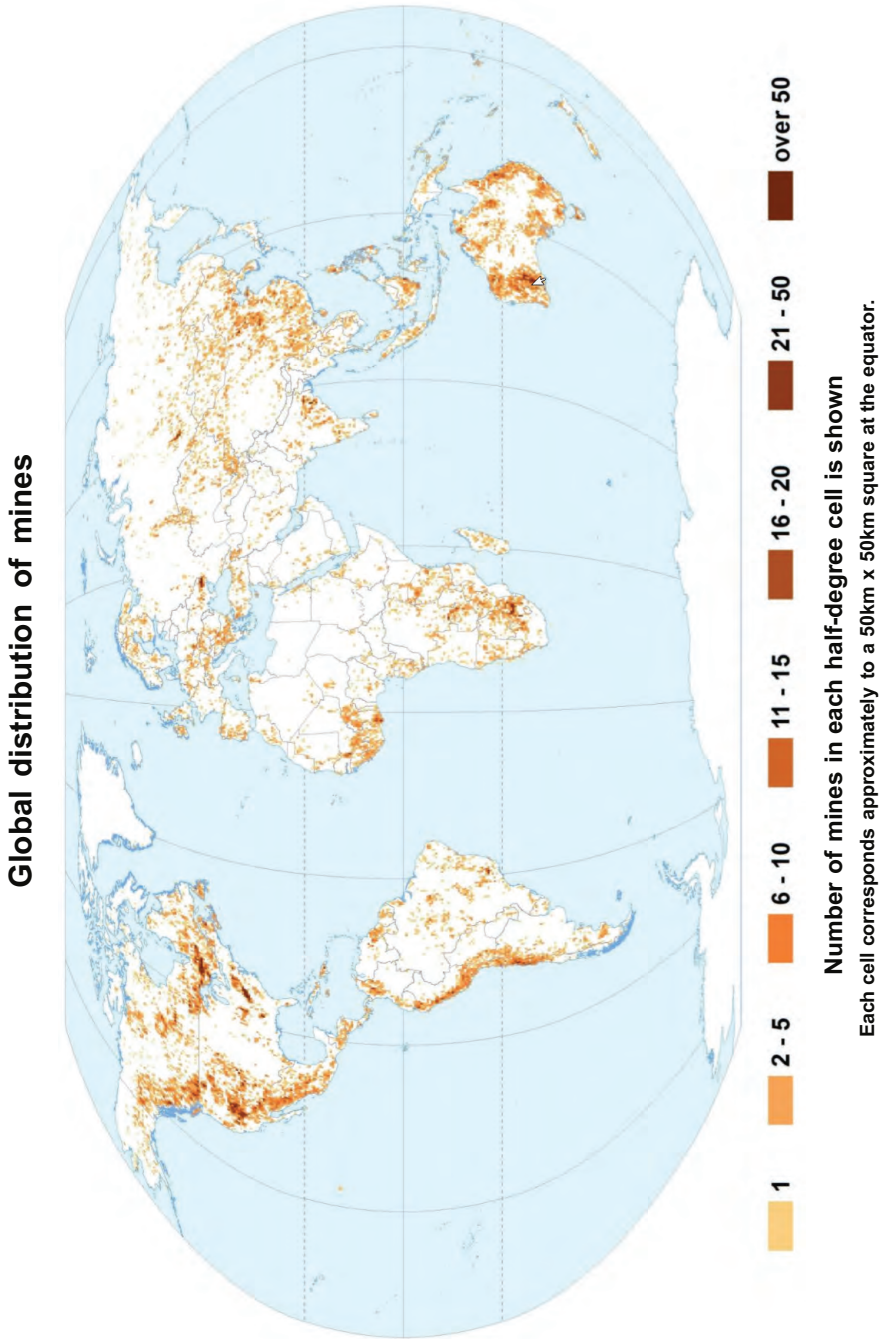 Global distribution of mines
1
2 - 5
6 - 10
11 - 15
16 - 20
21 - 50
over 50
Number of mines in each half-degree cell is shown
Each cell corresponds approximately to a 50km x 50km square at the equator.